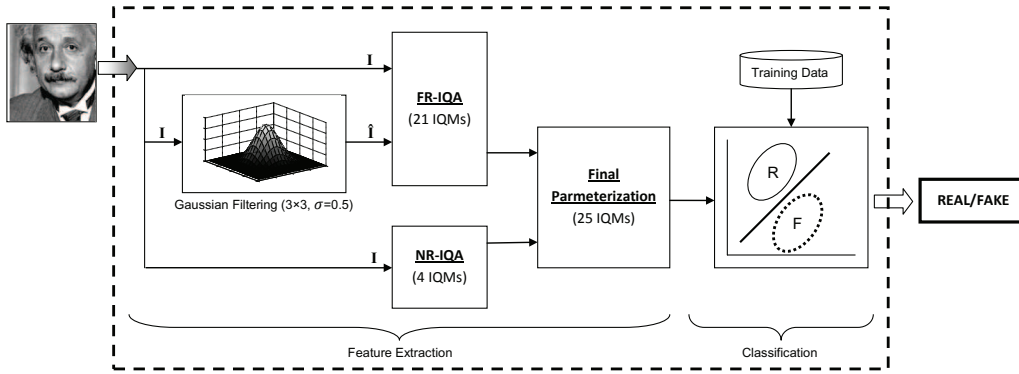 I
FR-IQA
(21 IQMs)
I
Î
Gaussian Filtering (3×3, σ=0.5)
I
NR-IQA
(4 IQMs)
Final
Parmeterization
(25 IQMs)
Training Data
R
F
REAL/FAKE
Feature Extraction
Classification